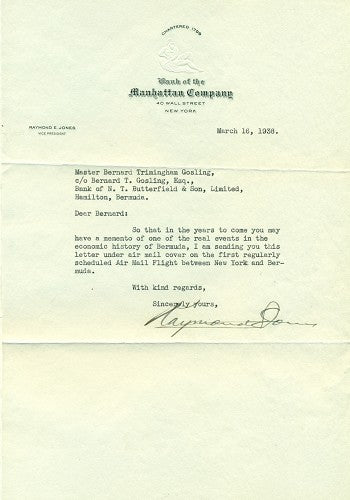 CHARTERED 1799
Bank of the
Manhattan Company
40 WALL STREET
NEW YORK
RAYMOND E. JONES
VICE PRESIDENT
March 16, 1938.
Master Bernard Trimingham Gosling,
c/o Bernard T. Gosling, Esq.,
Bank of N. T. Butterfield & Son, Limited,
Hamilton, Bermuda.
Dear Bernard:
So that in the years to come you may
have a memento of one of the real events in the
economic history of Bermuda, I am sending you this
letter under air mail cover on the first regularly
scheduled Air Mail Flight between New York and Ber-
muda.
With kind regards,
Sincerely yours,
Raymond E Jones